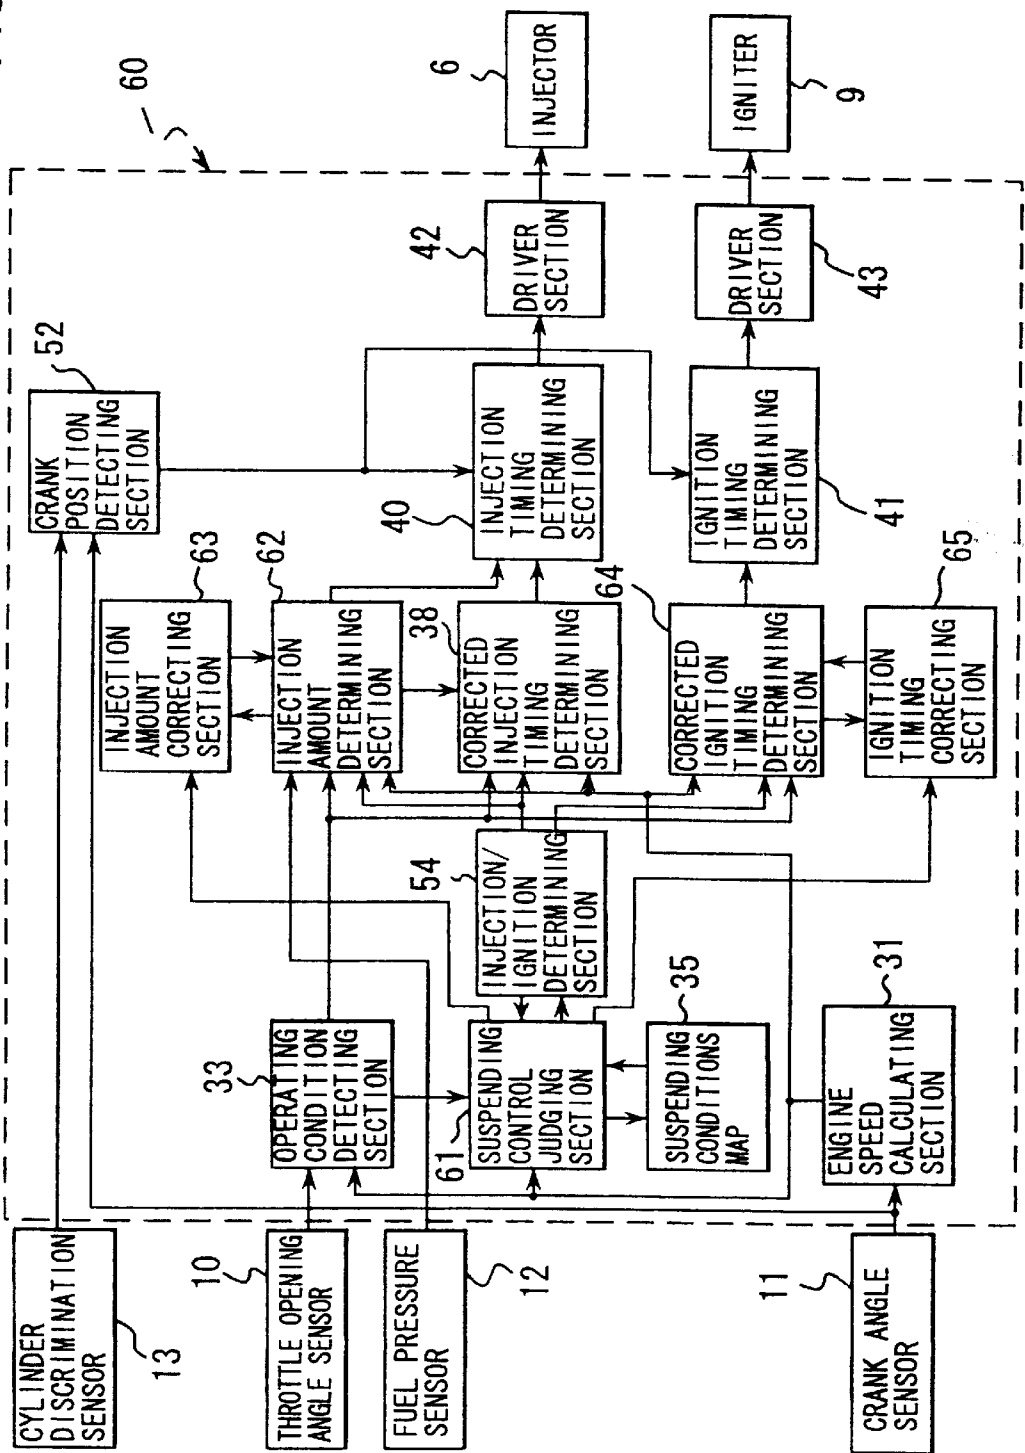 60
CYLINDER
DISCRIMINATION
SENSOR
13
THROTTLE OPENING
ANGLE SENSOR
10
FUEL PRESSURE
SENSOR
12
CRANK ANGLE
SENSOR
11
OPERATING
CONDITION
DETECTING
SECTION
33
SUSPENDING
CONTROL
JUDGING
SECTION
61
SUSPENDING
CONDITIONS
MAP
35
ENGINE
SPEED
CALCULATING
SECTION
31
INJECTION/
IGNITION
DETERMINING
SECTION
54
INJECTION
AMOUNT
CORRECTING
SECTION
63
INJECTION
AMOUNT
DETERMINING
SECTION
62
CORRECTED
INJECTION
TIMING
DETERMINING
SECTION
38
CORRECTED
IGNITION
TIMING
DETERMINING
SECTION
64
IGNITION
TIMING
CORRECTING
SECTION
65
CRANK
POSITION
DETECTING
SECTION
52
INJECTION
TIMING
DETERMINING
SECTION
40
IGNITION
TIMING
DETERMINING
SECTION
41
DRIVER
SECTION
42
DRIVER
SECTION
43
INJECTOR
6
IGNITER
9